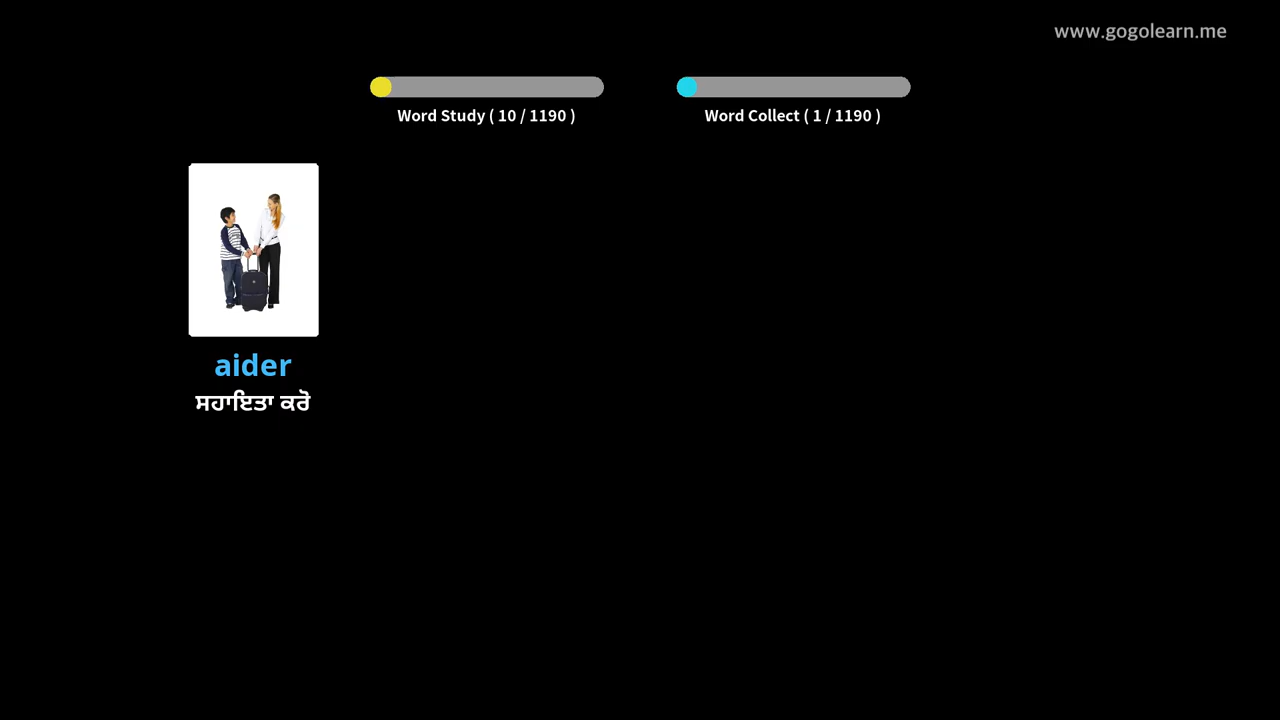 www.gogolearn.me
Word Study ( 10 / 1190 )
Word Collect ( 1 / 1190 )
aider
ਸਹਾਇਤਾ ਕਰੋ